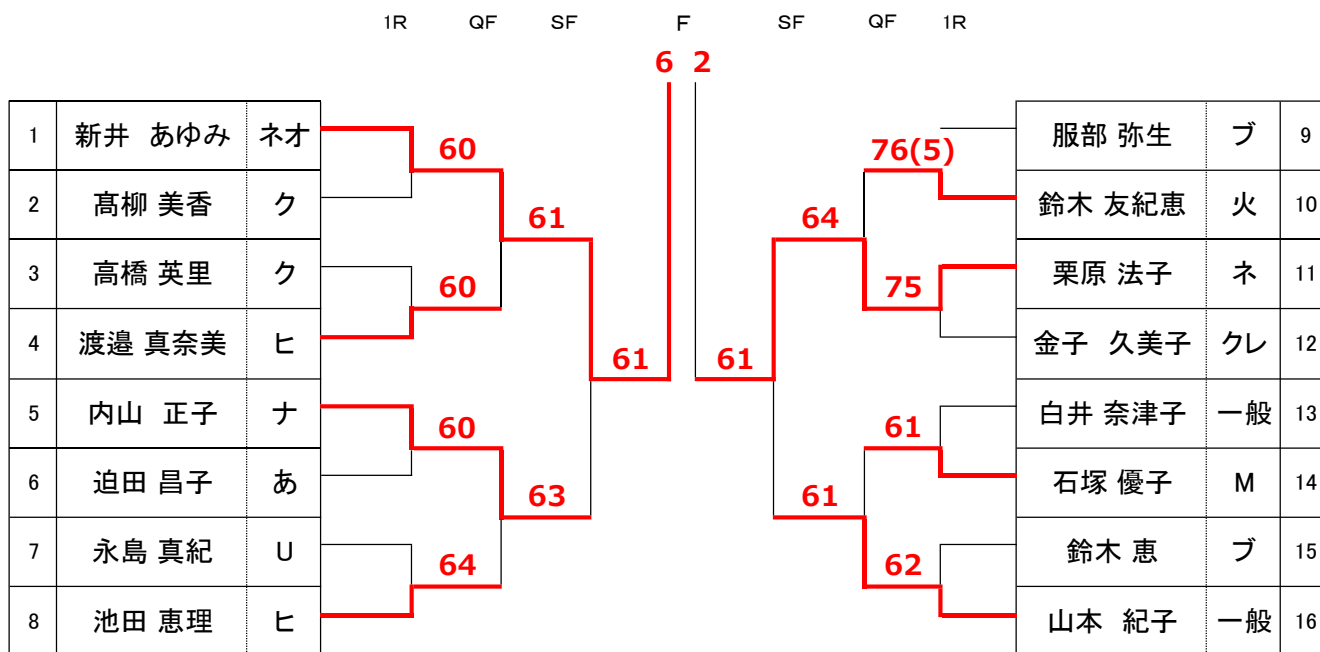 1R QF SF F SF QF 1R
6 2
1 新井 あゆみ ネオ 服部 弥生 ブ 9
60 76(5)
2 髙柳 美香 ク 鈴木 友紀恵 火 10
61 64
3 高橋 英里 ク 栗原 法子 ネ 11
60 75
4 渡邉 真奈美 ヒ 金子 久美子 クレ 12
61 61
5 内山 正子 ナ 白井 奈津子 一般 13
60 61
6 迫田 昌子 あ 石塚 優子 M 14
63 61
7 永島 真紀 U 鈴木 恵 ブ 15
64 62
8 池田 恵理 ヒ 山本 紀子 一般 16